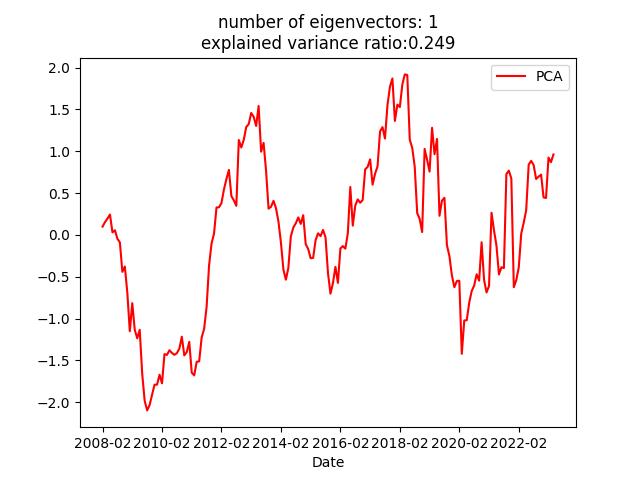 number of eigenvectors: 1
explained variance ratio:0.249
PCA
2.0
1.5
1.0
0.5
0.0
−0.5
−1.0
−1.5
−2.0
2008-02 2010-02 2012-02 2014-02 2016-02 2018-02 2020-02 2022-02
Date